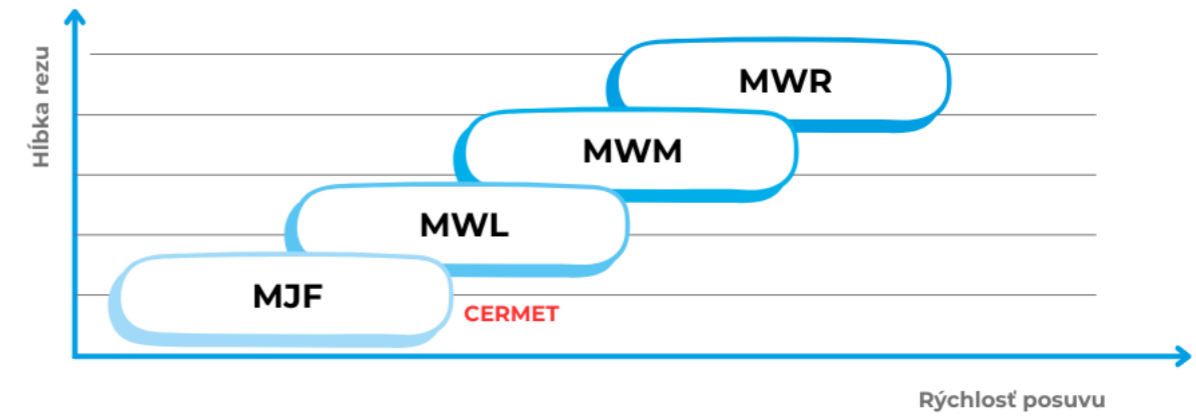 Hĺbka rezu
MWR
MWM
MWL
MJF
CERMET
Rýchlosť posuvu